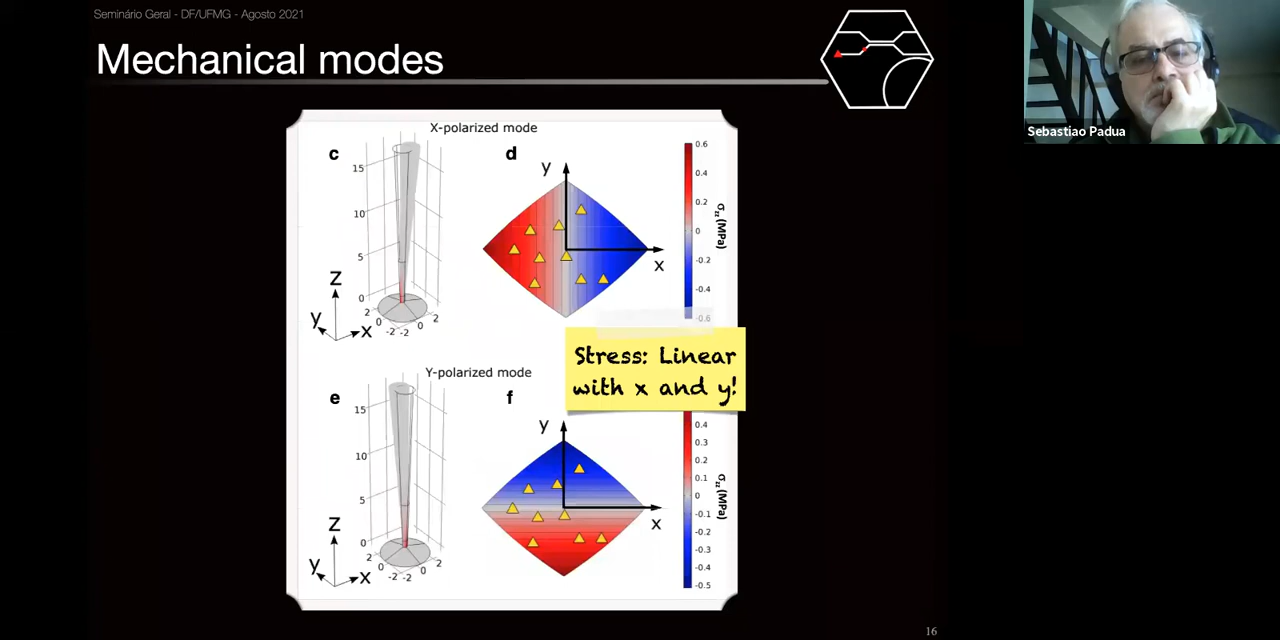 Seminário Geral - DF/UFMG - Agosto 2021
Mechanical modes
Sebastiao Padua
X-polarized mode
c
d
15
10
5
0
2
0
-2
-2
0
2
z
y
x
y
x
0.6
0.4
0.2
0
-0.2
-0.4
-0.6
σzz (MPa)
Stress: Linear
with x and y!
Y-polarized mode
e
f
15
10
5
0
2
0
-2
-2
0
2
z
y
x
y
x
0.4
0.3
0.2
0.1
0
-0.1
-0.2
-0.3
-0.4
-0.5
σzz (MPa)
16